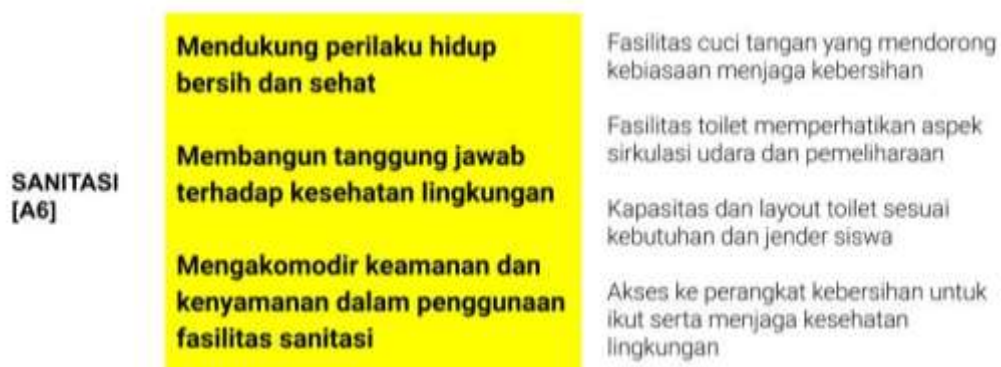 SANITASI
[A6]
Mendukung perilaku hidup
bersih dan sehat
Membangun tanggung jawab
terhadap kesehatan lingkungan
Mengakomodir keamanan dan
kenyamanan dalam penggunaan
fasilitas sanitasi
Fasilitas cuci tangan yang mendorong
kebiasaan menjaga kebersihan
Fasilitas toilet memperhatikan aspek
sirkulasi udara dan pemeliharaan
Kapasitas dan layout toilet sesuai
kebutuhan dan jender siswa
Akses ke perangkat kebersihan untuk
ikut serta menjaga kesehatan
lingkungan